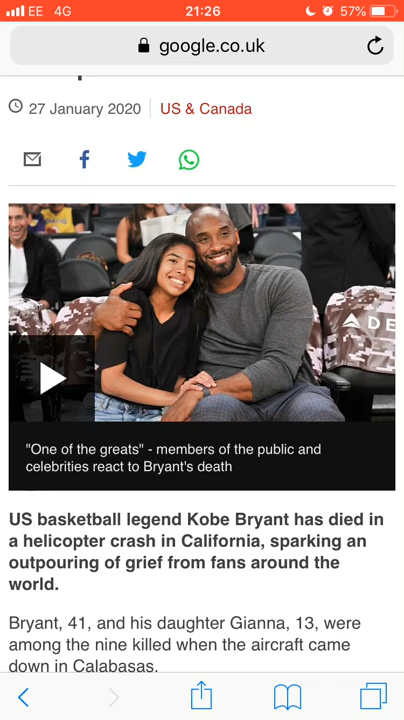 EE 4G 21:26 57%
google.co.uk
27 January 2020 US & Canada
DE
"One of the greats" - members of the public and
celebrities react to Bryant's death
US basketball legend Kobe Bryant has died in
a helicopter crash in California, sparking an
outpouring of grief from fans around the
world.
Bryant, 41, and his daughter Gianna, 13, were
among the nine killed when the aircraft came
down in Calabasas.